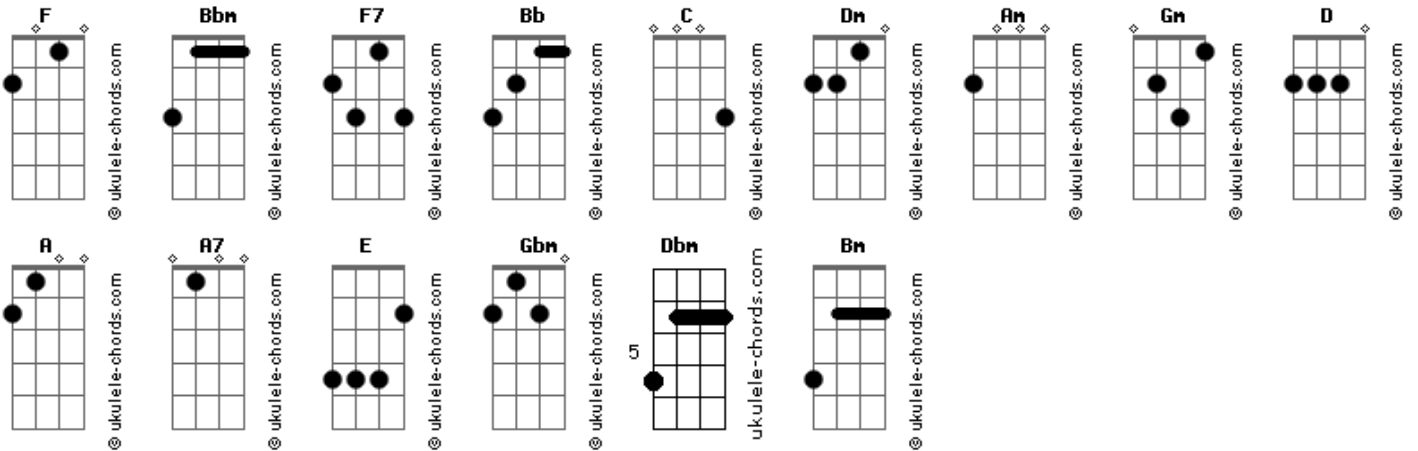 F Bbm F7 Bb C Dm Am Gm D
© ukulele-chords.com © ukulele-chords.com © ukulele-chords.com © ukulele-chords.com © ukulele-chords.com © ukulele-chords.com © ukulele-chords.com © ukulele-chords.com © ukulele-chords.com
A A7 E Gbm Dbm Bm
5
© ukulele-chords.com © ukulele-chords.com © ukulele-chords.com © ukulele-chords.com ukulele-chords.com © ukulele-chords.com